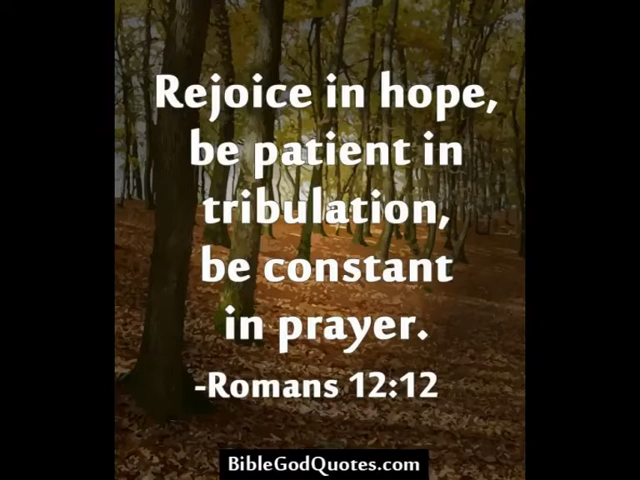 Rejoice in hope,
be patient in
tribulation,
be constant
in prayer.
-Romans 12:12
BibleGodQuotes.com